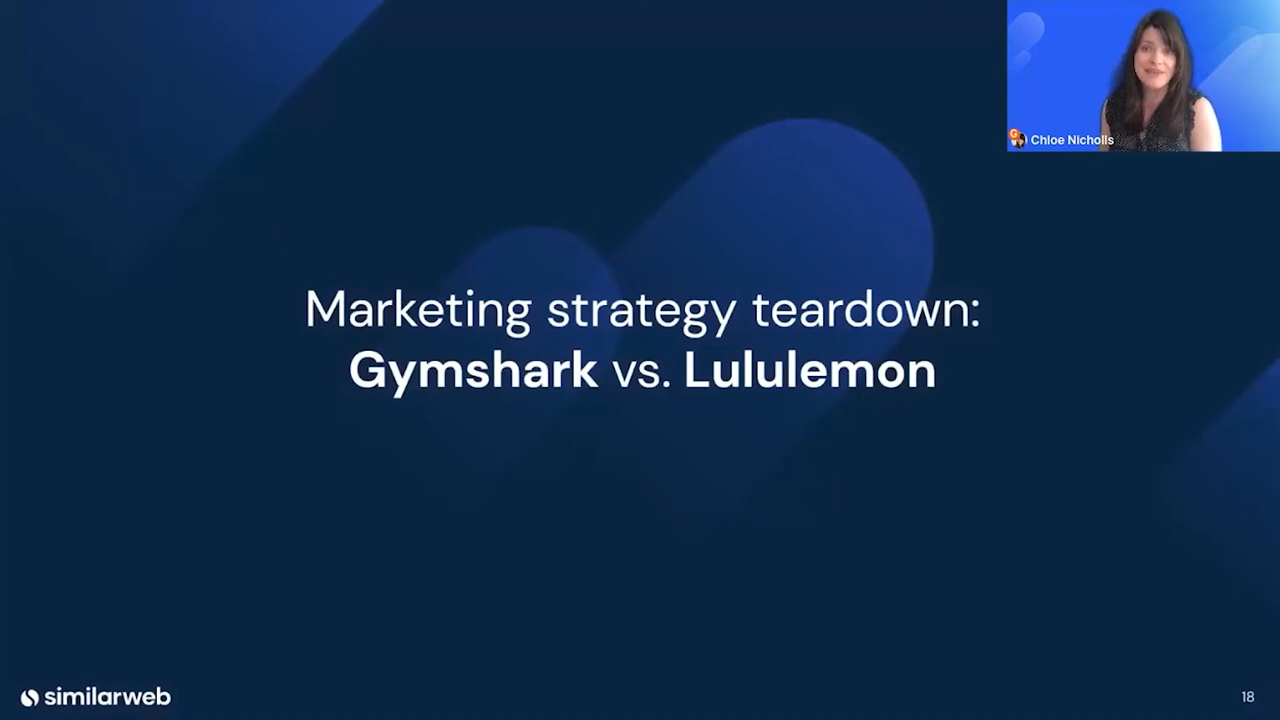 Chloe Nicholls
Marketing strategy teardown:
Gymshark vs. Lululemon
similarweb
18